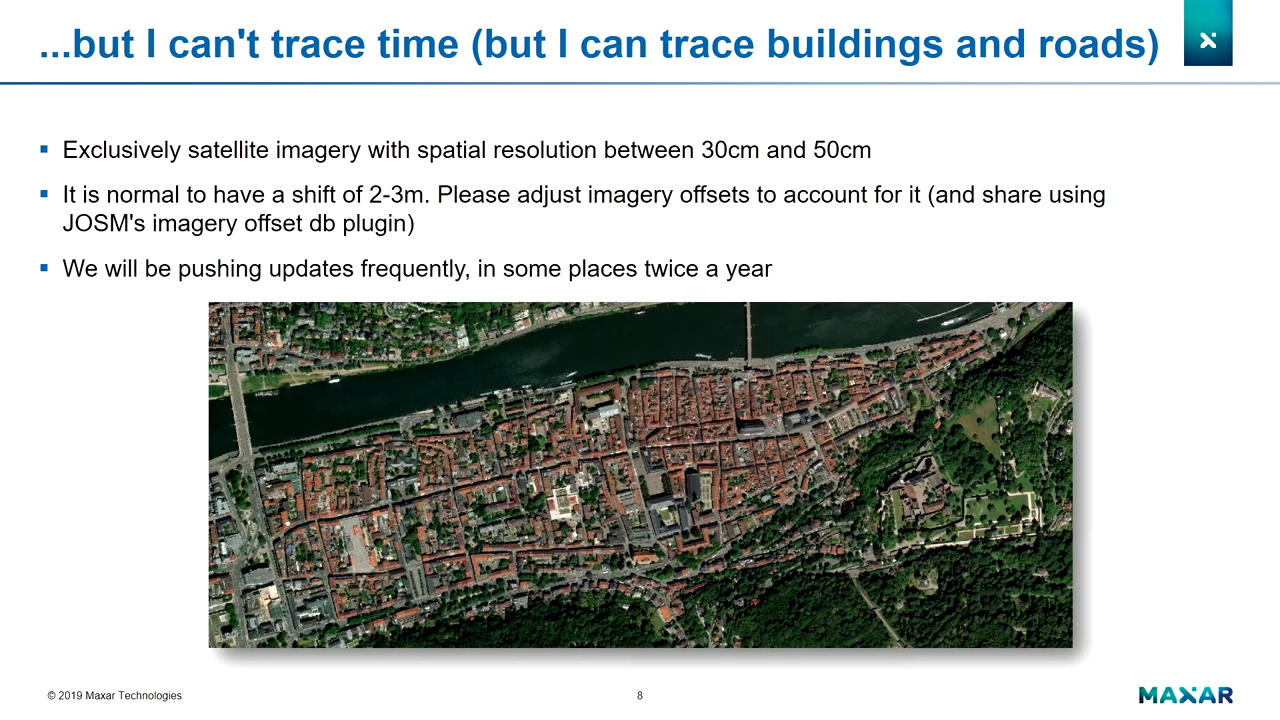 ...but I can't trace time (but I can trace buildings and roads)
Exclusively satellite imagery with spatial resolution between 30cm and 50cm
It is normal to have a shift of 2-3m. Please adjust imagery offsets to account for it (and share using
JOSM's imagery offset db plugin)
We will be pushing updates frequently, in some places twice a year
© 2019 Maxar Technologies
8
MAXAR